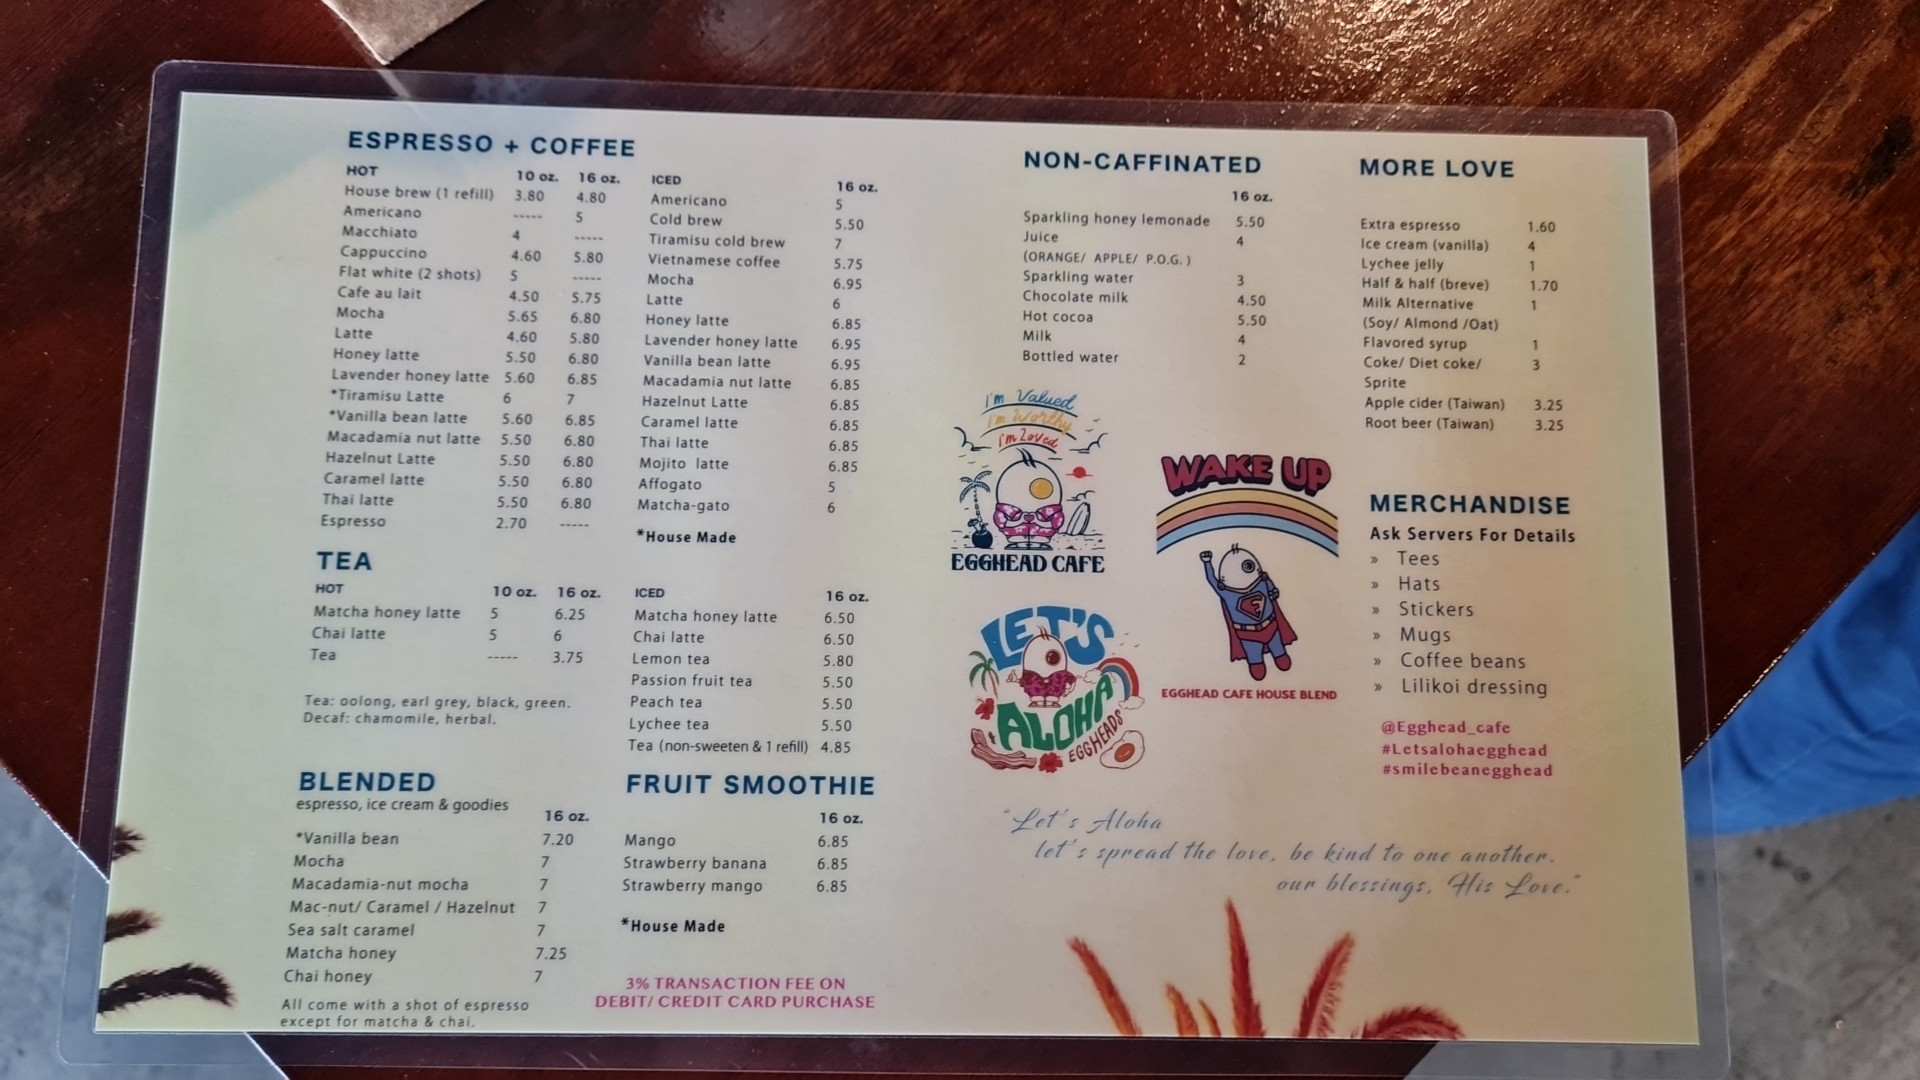 ESPRESSO + COFFEE
HOT 10 oz. 16 oz.
House brew (1 refill) 3.80 4.80
Americano ----- 5
Macchiato 4 -----
Cappuccino 4.60 5.80
Flat white (2 shots) 5 -----
Cafe au lait 4.50 5.75
Mocha 5.65 6.80
Latte 4.60 5.80
Honey latte 5.50 6.80
Lavender honey latte 5.60 6.85
*Tiramisu Latte 6 7
*Vanilla bean latte 5.60 6.85
Macadamia nut latte 5.50 6.80
Hazelnut Latte 5.50 6.80
Caramel latte 5.50 6.80
Thai latte 5.50 6.80
Espresso 2.70 -----
ICED 16 oz.
Americano 5
Cold brew 5.50
Tiramisu cold brew 7
Vietnamese coffee 5.75
Mocha 6.95
Latte 6
Honey latte 6.85
Lavender honey latte 6.95
Vanilla bean latte 6.95
Macadamia nut latte 6.85
Hazelnut Latte 6.85
Caramel latte 6.85
Thai latte 6.85
Mojito latte 6.85
Affogato 5
Matcha-gato 6
*House Made
TEA
HOT 10 oz. 16 oz.
Matcha honey latte 5 6.25
Chai latte 5 6
Tea ----- 3.75
Tea: oolong, earl grey, black, green.
Decaf: chamomile, herbal.
ICED 16 oz.
Matcha honey latte 6.50
Chai latte 6.50
Lemon tea 5.80
Passion fruit tea 5.50
Peach tea 5.50
Lychee tea 5.50
Tea (non-sweeten & 1 refill) 4.85
BLENDED
espresso, ice cream & goodies
16 oz.
*Vanilla bean 7.20
Mocha 7
Macadamia-nut mocha 7
Mac-nut/ Caramel / Hazelnut 7
Sea salt caramel 7
Matcha honey 7.25
Chai honey 7
All come with a shot of espresso
except for matcha & chai.
FRUIT SMOOTHIE
16 oz.
Mango 6.85
Strawberry banana 6.85
Strawberry mango 6.85
*House Made
3% TRANSACTION FEE ON
DEBIT/ CREDIT CARD PURCHASE
NON-CAFFINATED
16 oz.
Sparkling honey lemonade 5.50
Juice 4
(ORANGE/ APPLE/ P.O.G. )
Sparkling water 3
Chocolate milk 4.50
Hot cocoa 5.50
Milk 4
Bottled water 2
MORE LOVE
Extra espresso 1.60
Ice cream (vanilla) 4
Lychee jelly 1
Half & half (breve) 1.70
Milk Alternative 1
(Soy/ Almond /Oat)
Flavored syrup 1
Coke/ Diet coke/ 3
Sprite
Apple cider (Taiwan) 3.25
Root beer (Taiwan) 3.25
I'm Valued
I'm Worthy
I'm Loved
EGGHEAD CAFE
WAKE UP
E
EGGHEAD CAFE HOUSE BLEND
LET'S
ALOHA
EGGHEADS
MERCHANDISE
Ask Servers For Details
» Tees
» Hats
» Stickers
» Mugs
» Coffee beans
» Lilikoi dressing
@Egghead_cafe
#Letsalohaegghead
#smilebeanegghead
"Let's Aloha
let's spread the love, be kind to one another.
our blessings, His Love."